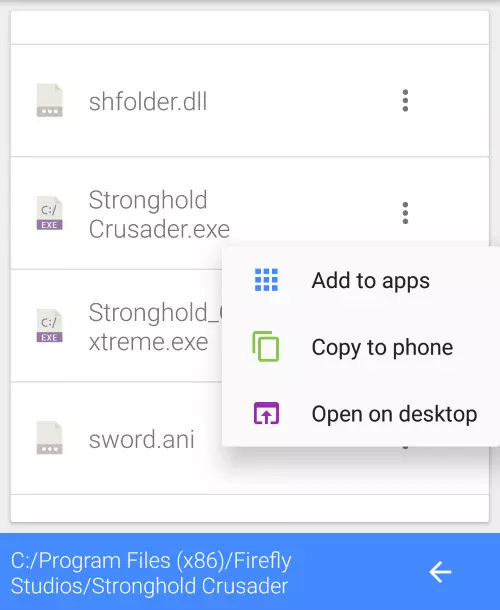 shfolder.dll
Stronghold
Crusader.exe
C:/
EXE
Add to apps
Stronghold_
xtreme.exe
C:/
EXE
Copy to phone
Open on desktop
sword.ani
C:/Program Files (x86)/Firefly
Studios/Stronghold Crusader